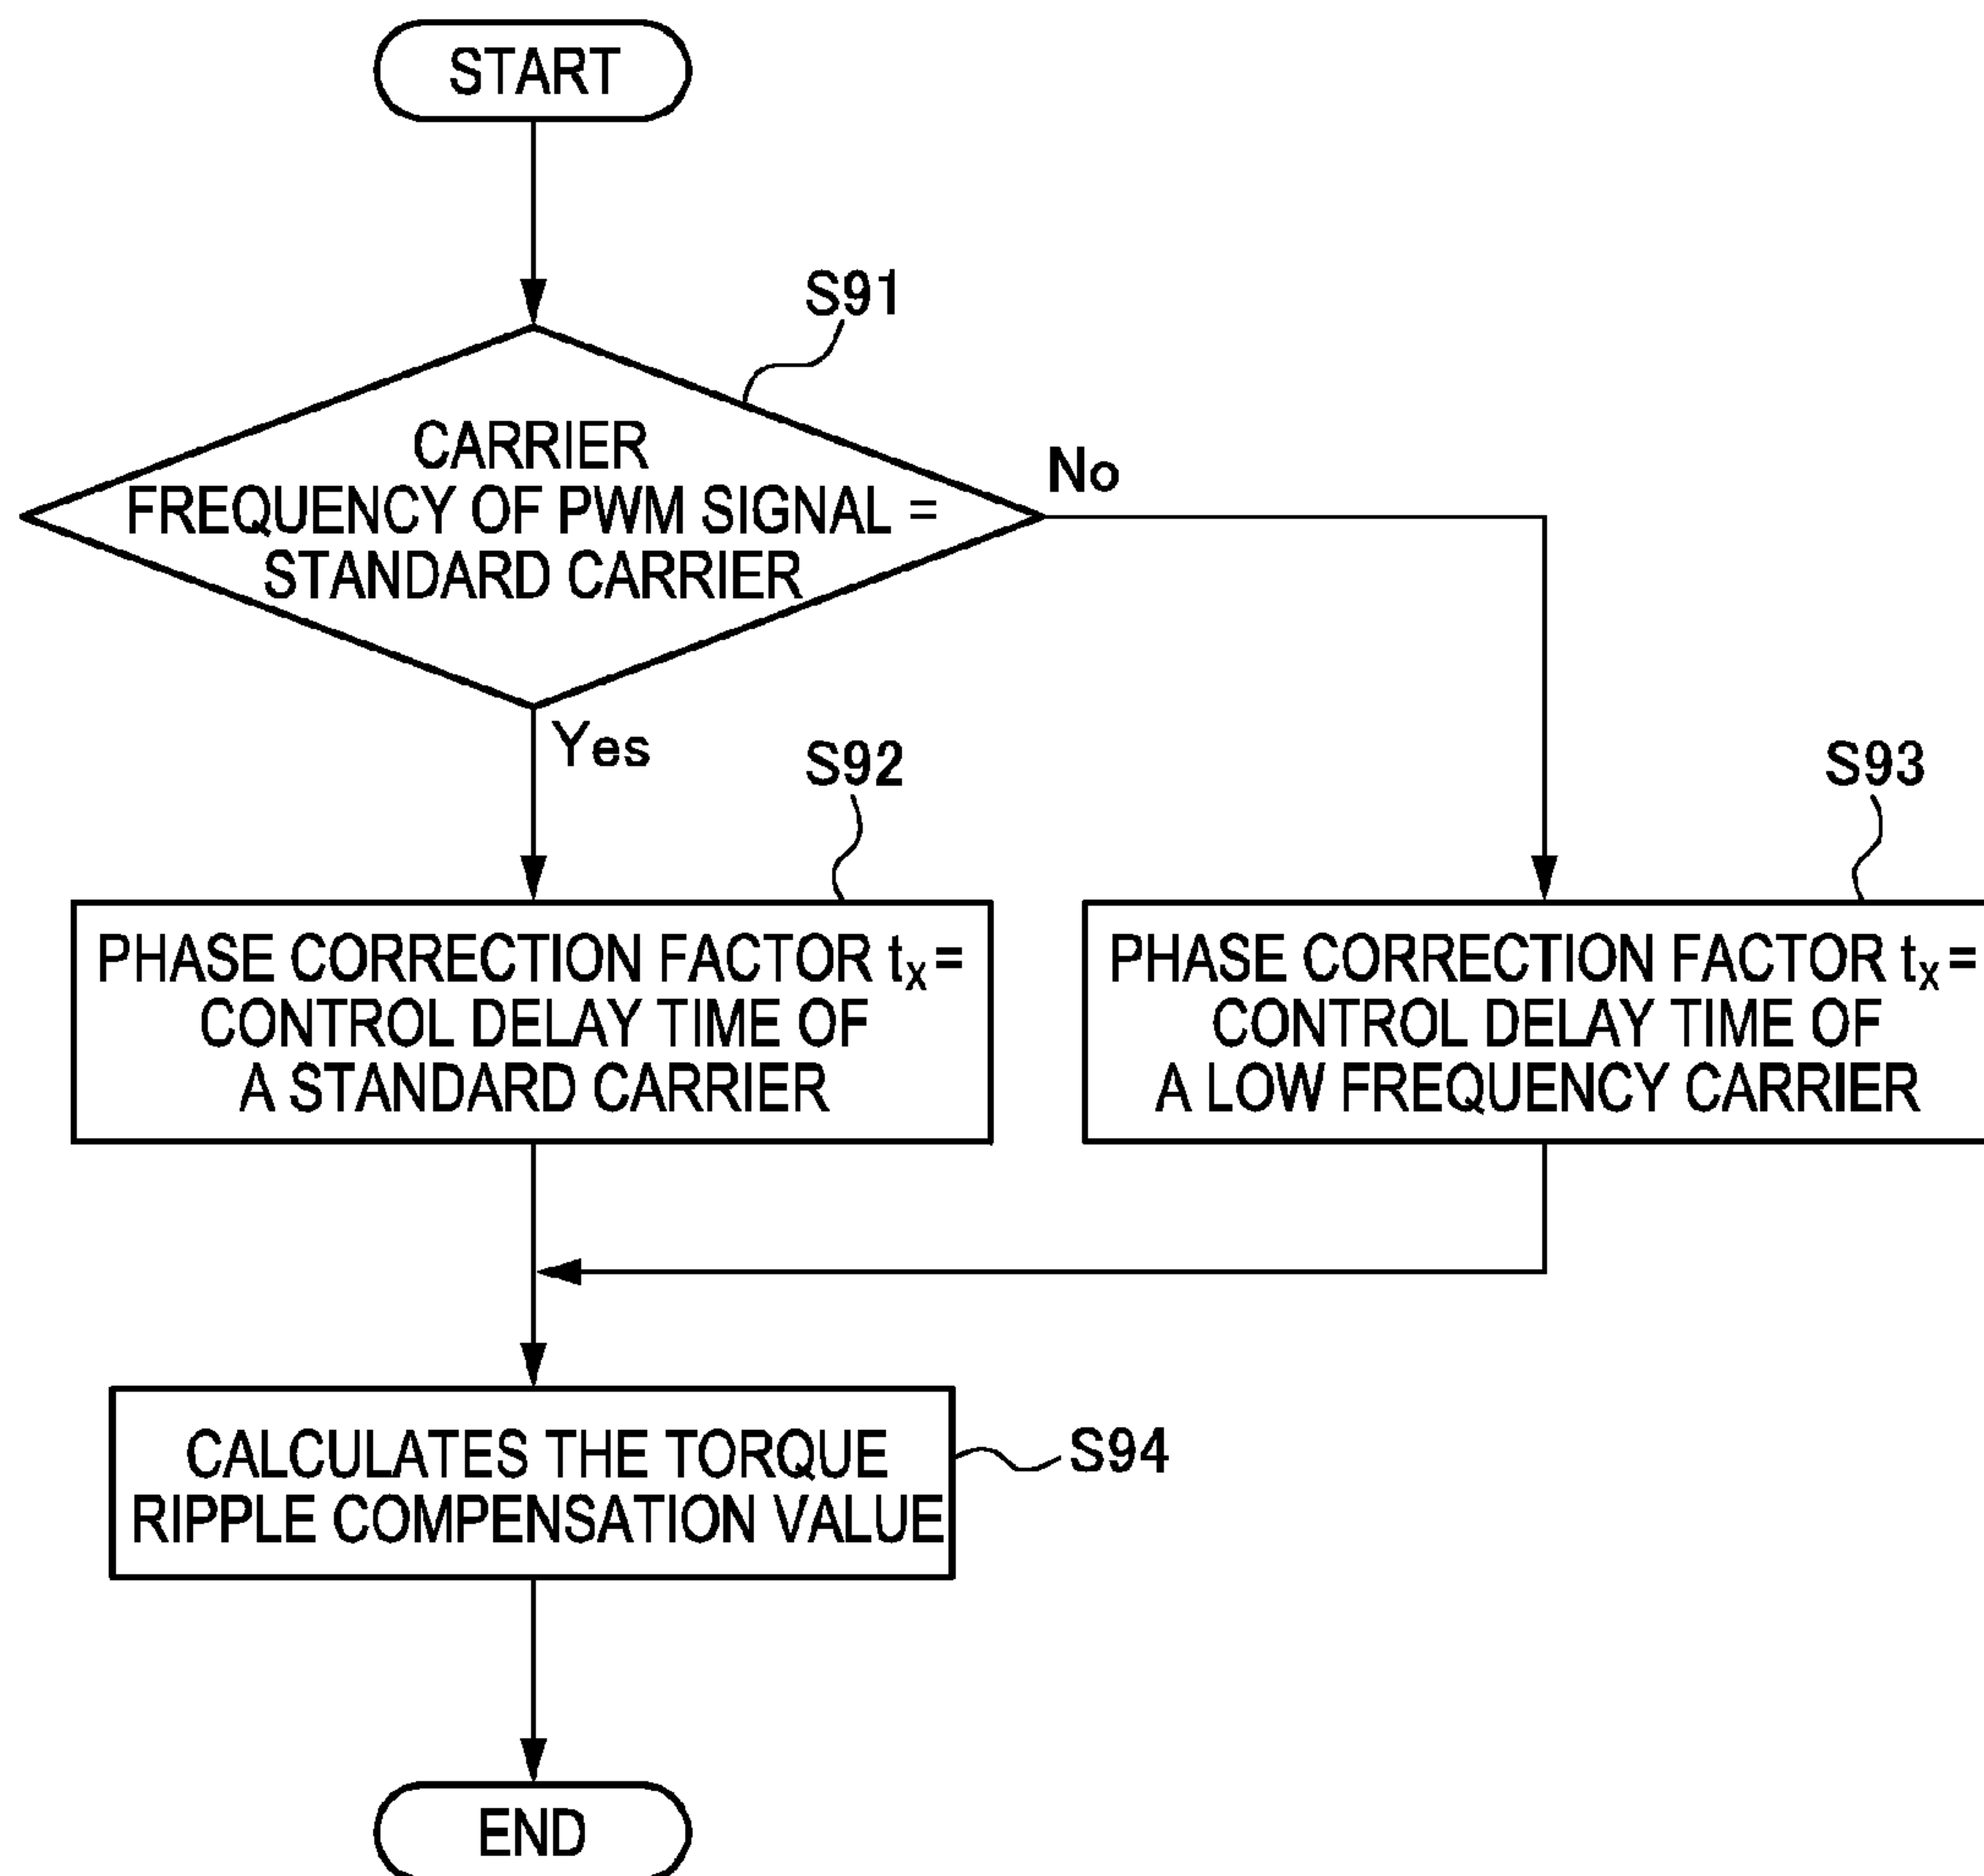 START
S91
CARRIER
FREQUENCY OF PWM SIGNAL =
STANDARD CARRIER
No
Yes
S92
PHASE CORRECTION FACTOR tx =
CONTROL DELAY TIME OF
A STANDARD CARRIER
S93
PHASE CORRECTION FACTOR tx =
CONTROL DELAY TIME OF
A LOW FREQUENCY CARRIER
CALCULATES THE TORQUE
RIPPLE COMPENSATION VALUE
S94
END